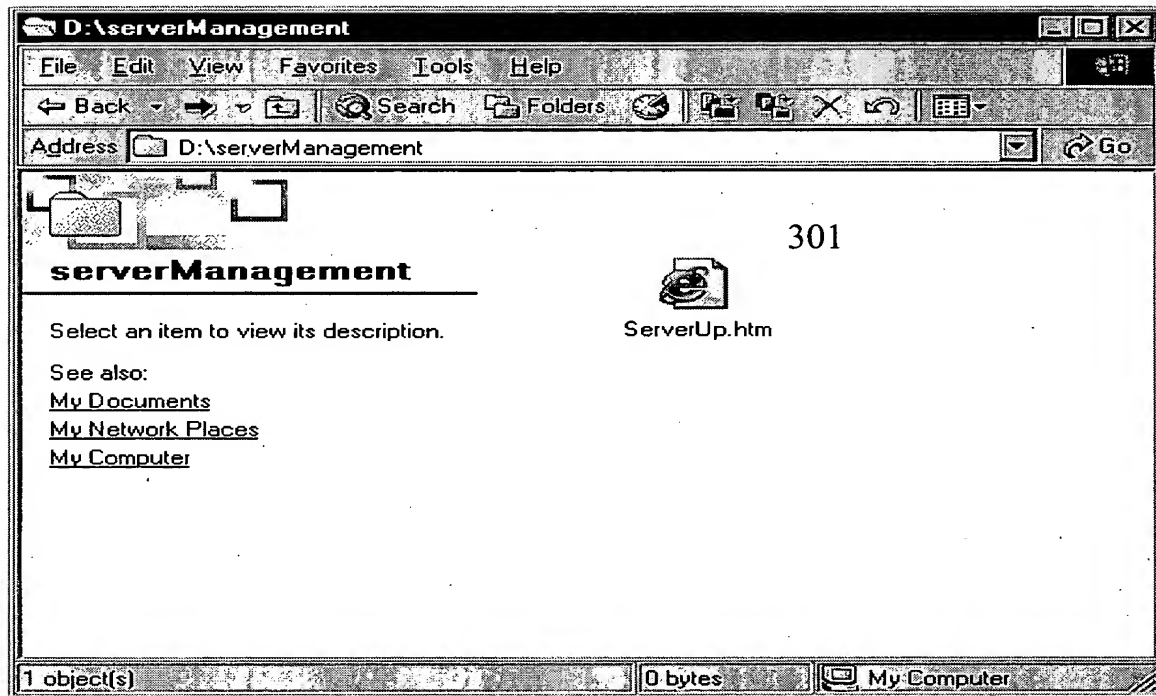 D:\serverManagement
File Edit View Favorites Tools Help
Back Search Folders
Address D:\serverManagement Go
301
serverManagement
ServerUp.htm
Select an item to view its description.
See also:
My Documents
My Network Places
My Computer
1 object(s) 0 bytes My Computer